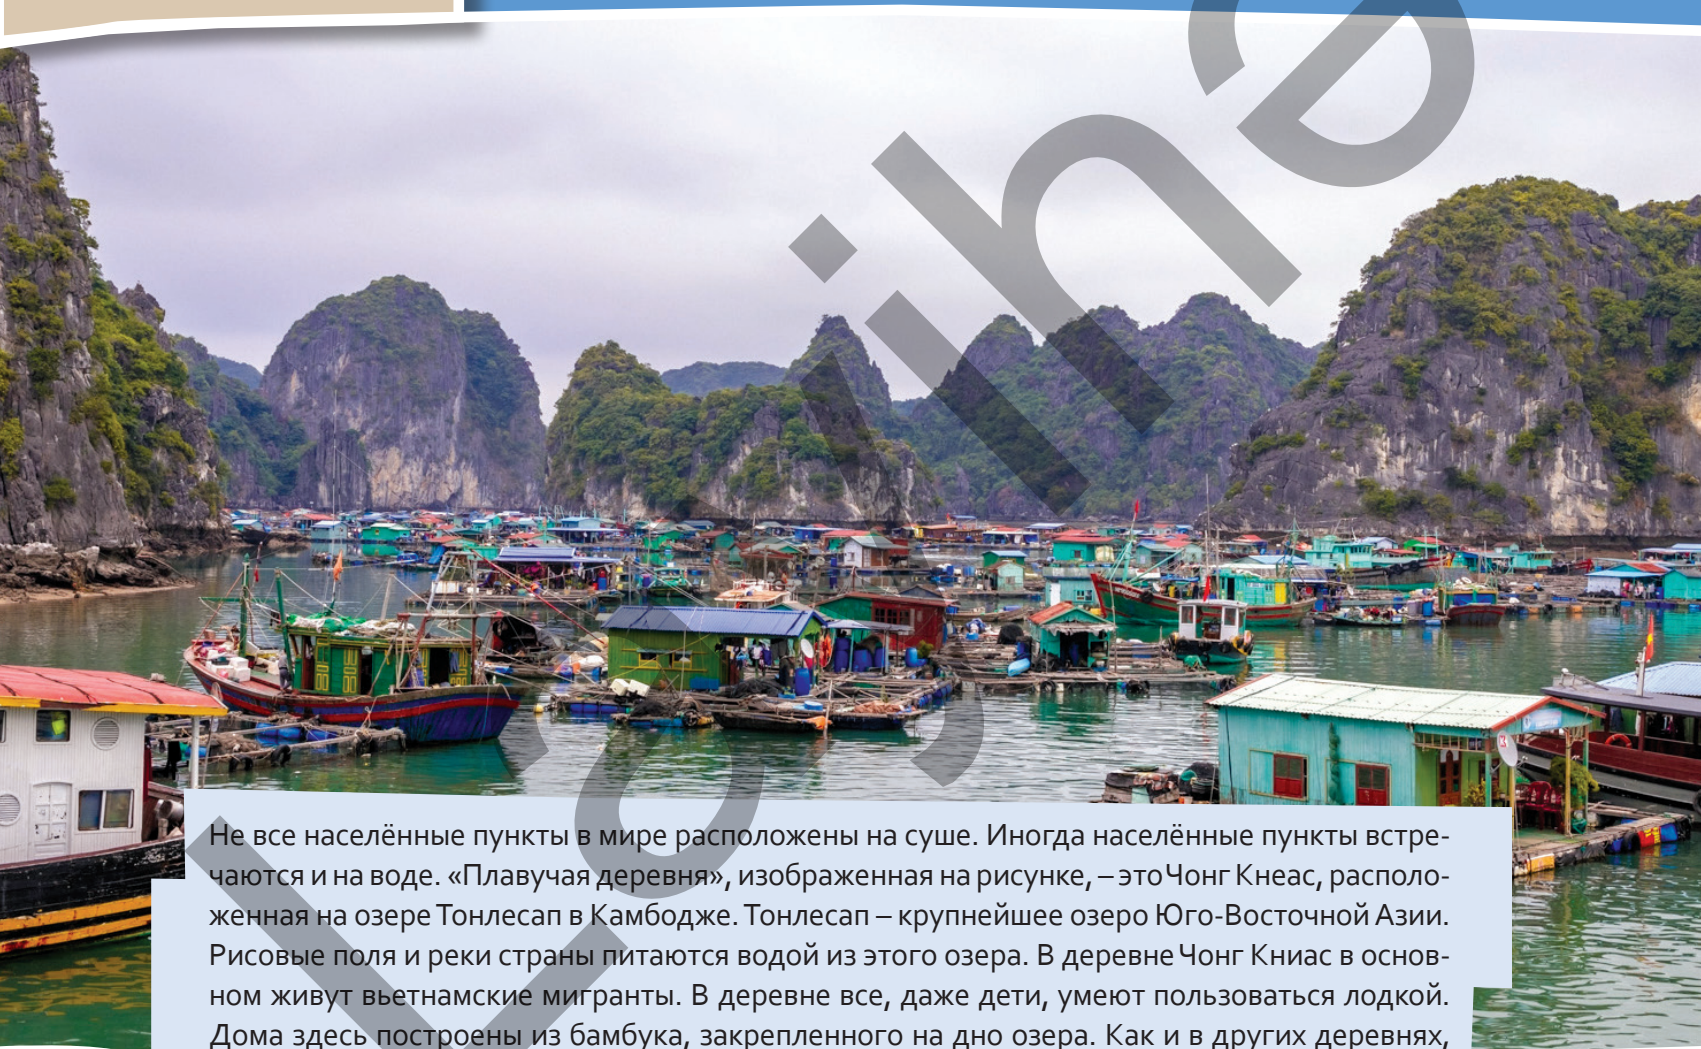 Не все населённые пункты в мире расположены на суше. Иногда населённые пункты встре-
чаются и на воде. «Плавучая деревня», изображенная на рисунке, – это Чонг Кнеас, располо-
женная на озере Тонлесап в Камбодже. Тонлесап – крупнейшее озеро Юго-Восточной Азии.
Рисовые поля и реки страны питаются водой из этого озера. В деревне Чонг Книас в основ-
ном живут вьетнамские мигранты. В деревне все, даже дети, умеют пользоваться лодкой.
Дома здесь построены из бамбука, закрепленного на дно озера. Как и в других деревнях,